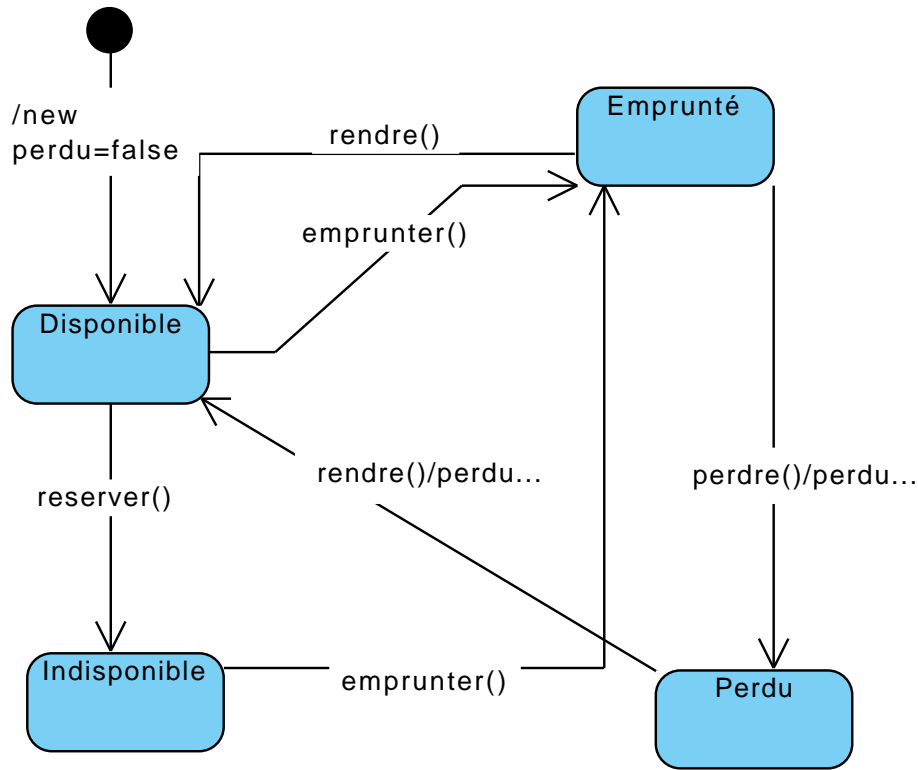 /new
perdu=false
Emprunté
rendre()
emprunter()
Disponible
rendre()/perdu...
perdre()/perdu...
reserver()
Indisponible
emprunter()
Perdu